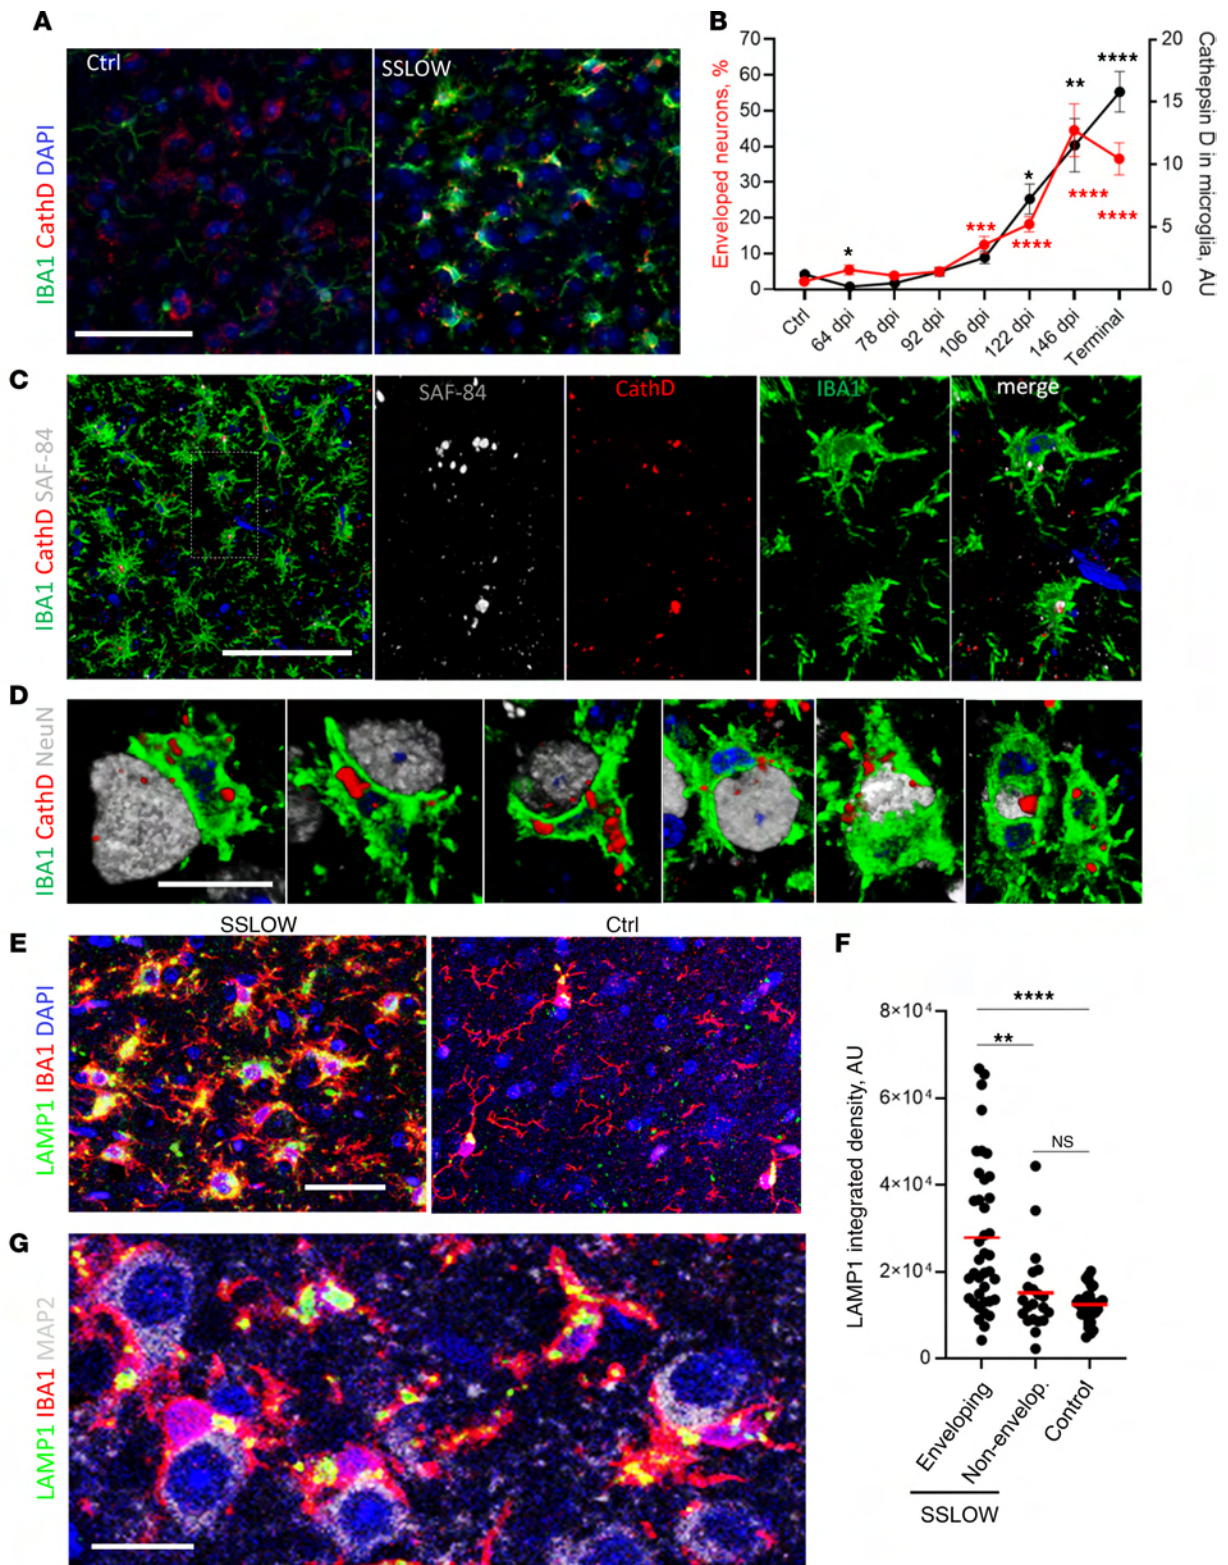 A
Ctrl
SSLOW
IBA1 CathD DAPI
B
Enveloped neurons, %
70
60
50
40
30
20
10
0
20
15
10
5
0
Cathepsin D in microglia, AU
*
***
*
****
**
****
****
****
Ctrl
64 dpi
78 dpi
92 dpi
106 dpi
122 dpi
146 dpi
Terminal
C
IBA1 CathD SAF-84
SAF-84
CathD
IBA1
merge
D
IBA1 CathD NeuN
E
SSLOW
Ctrl
LAMP1 IBA1 DAPI
F
LAMP1 integrated density, AU
8×10⁴
6×10⁴
4×10⁴
2×10⁴
0
****
**
NS
Enveloping
Non-envelop.
Control
SSLOW
G
LAMP1 IBA1 MAP2